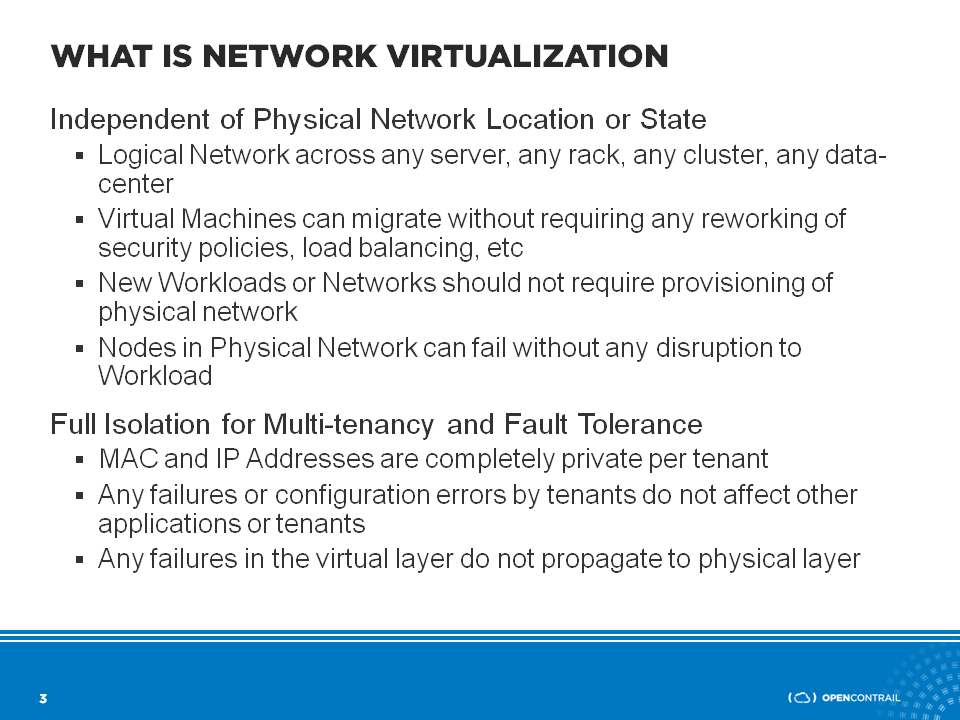 WHAT IS NETWORK VIRTUALIZATION
Independent of Physical Network Location or State
▪ Logical Network across any server, any rack, any cluster, any data-
center
▪ Virtual Machines can migrate without requiring any reworking of
security policies, load balancing, etc
▪ New Workloads or Networks should not require provisioning of
physical network
▪ Nodes in Physical Network can fail without any disruption to
Workload
Full Isolation for Multi-tenancy and Fault Tolerance
▪ MAC and IP Addresses are completely private per tenant
▪ Any failures or configuration errors by tenants do not affect other
applications or tenants
▪ Any failures in the virtual layer do not propagate to physical layer
3
OPENCONTRAIL